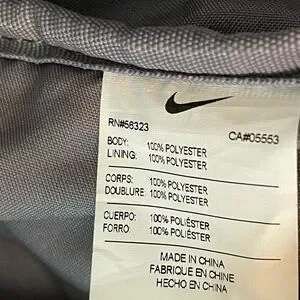 RN#56323
CA#05553
BODY: 100% POLYESTER
LINING: 100% POLYESTER
CORPS: 100% POLYESTER
DOUBLURE 100% POLYESTER
CUERPO: 100% POLIÉSTER
FORRO: 100% POLIÉSTER
MADE IN CHINA
FABRIQUE EN CHINE
HECHO EN CHINA